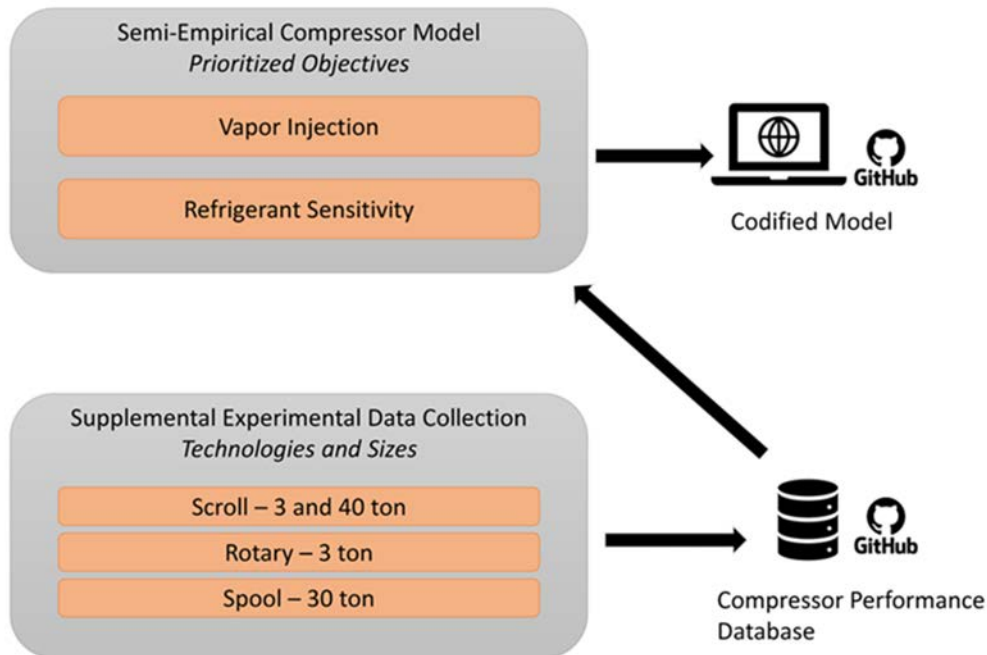 Semi-Empirical Compressor Model
Prioritized Objectives
Vapor Injection
Refrigerant Sensitivity
GitHub
Codified Model
Supplemental Experimental Data Collection
Technologies and Sizes
Scroll – 3 and 40 ton
Rotary – 3 ton
Spool – 30 ton
GitHub
Compressor Performance
Database